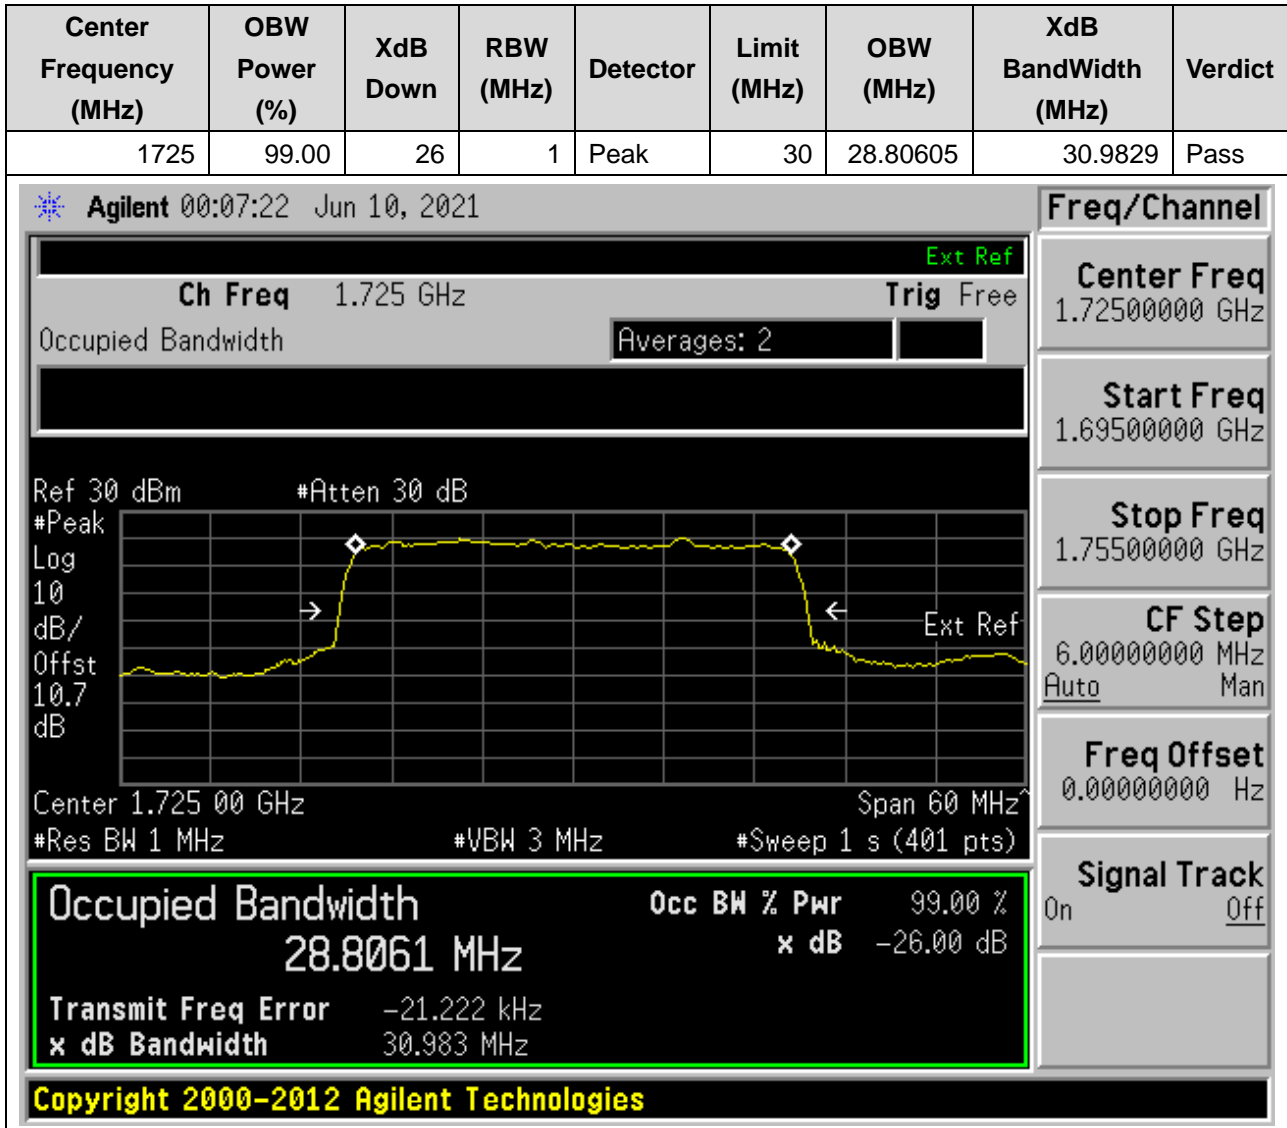 Center Frequency (MHz) OBW Power (%) XdB Down RBW (MHz) Detector Limit (MHz) OBW (MHz) XdB BandWidth (MHz) Verdict
1725 99.00 26 1 Peak 30 28.80605 30.9829 Pass
Agilent 00:07:22 Jun 10, 2021
Freq/Channel
Ext Ref
Ch Freq 1.725 GHz Trig Free
Occupied Bandwidth Averages: 2
Center Freq
1.72500000 GHz
Start Freq
1.69500000 GHz
Stop Freq
1.75500000 GHz
CF Step
6.00000000 MHz
Auto Man
Freq Offset
0.00000000 Hz
Signal Track
On Off
Ref 30 dBm #Atten 30 dB
#Peak
Log
10
dB/
Offst
10.7
dB
Ext Ref
Center 1.725 00 GHz Span 60 MHz^
#Res BW 1 MHz #VBW 3 MHz #Sweep 1 s (401 pts)
Occupied Bandwidth
28.8061 MHz
Occ BW % Pwr 99.00 %
x dB -26.00 dB
Transmit Freq Error -21.222 kHz
x dB Bandwidth 30.983 MHz
Copyright 2000-2012 Agilent Technologies